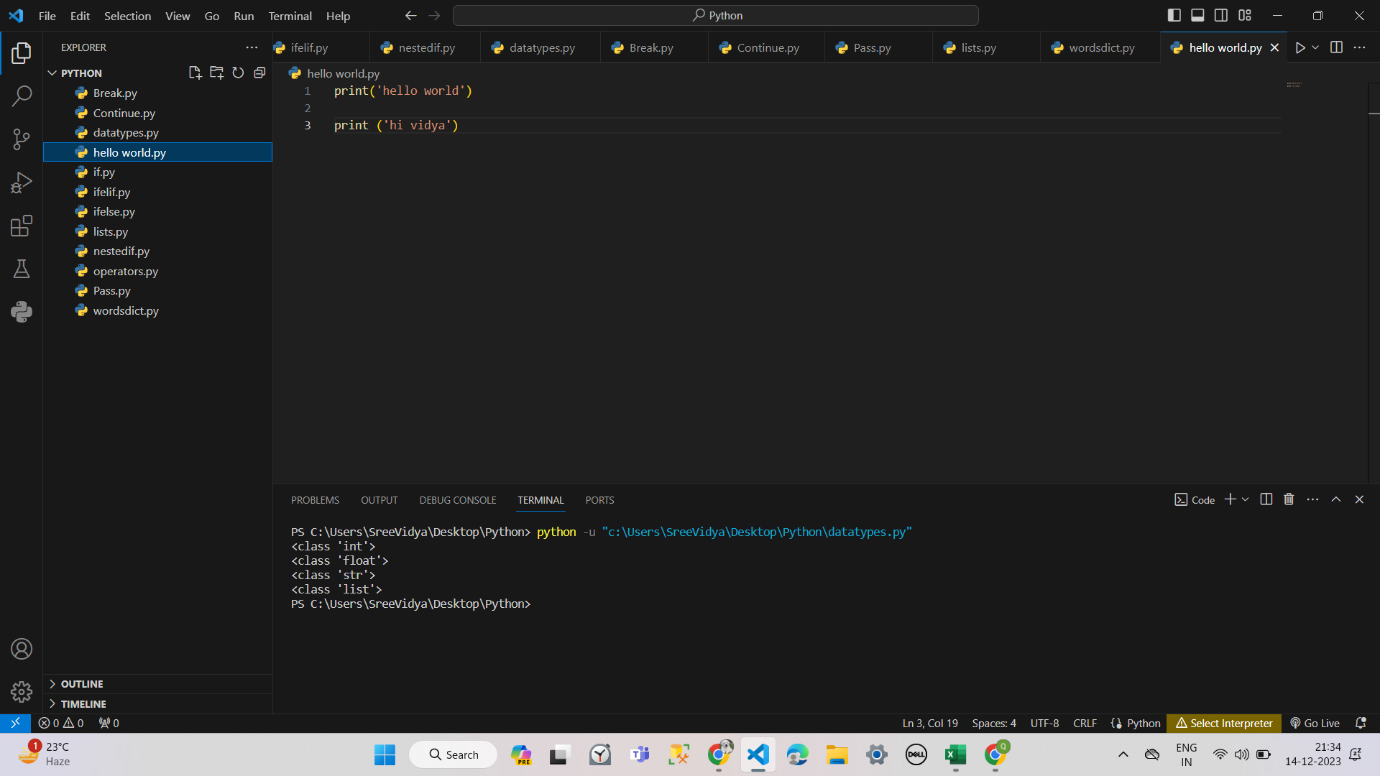 File Edit Selection View Go Run Terminal Help
Python
EXPLORER
ifelif.py nestedif.py datatypes.py Break.py Continue.py Pass.py lists.py wordsdict.py hello world.py
PYTHON
hello world.py
Break.py
Continue.py
datatypes.py
hello world.py
if.py
ifelif.py
ifelse.py
lists.py
nestedif.py
operators.py
Pass.py
wordsdict.py
1 print('hello world')
2
3 print ('hi vidya')
PROBLEMS OUTPUT DEBUG CONSOLE TERMINAL PORTS
Code
PS C:\Users\SreeVidya\Desktop\Python> python -u "c:\Users\SreeVidya\Desktop\Python\datatypes.py"
<class 'int'>
<class 'float'>
<class 'str'>
<class 'list'>
PS C:\Users\SreeVidya\Desktop\Python>
OUTLINE
TIMELINE
0 0 0 Ln 3, Col 19 Spaces: 4 UTF-8 CRLF Python Select Interpreter Go Live
1 23°C
Haze
Search
PRE
DELL
Q
ENG
IN
21:34
14-12-2023